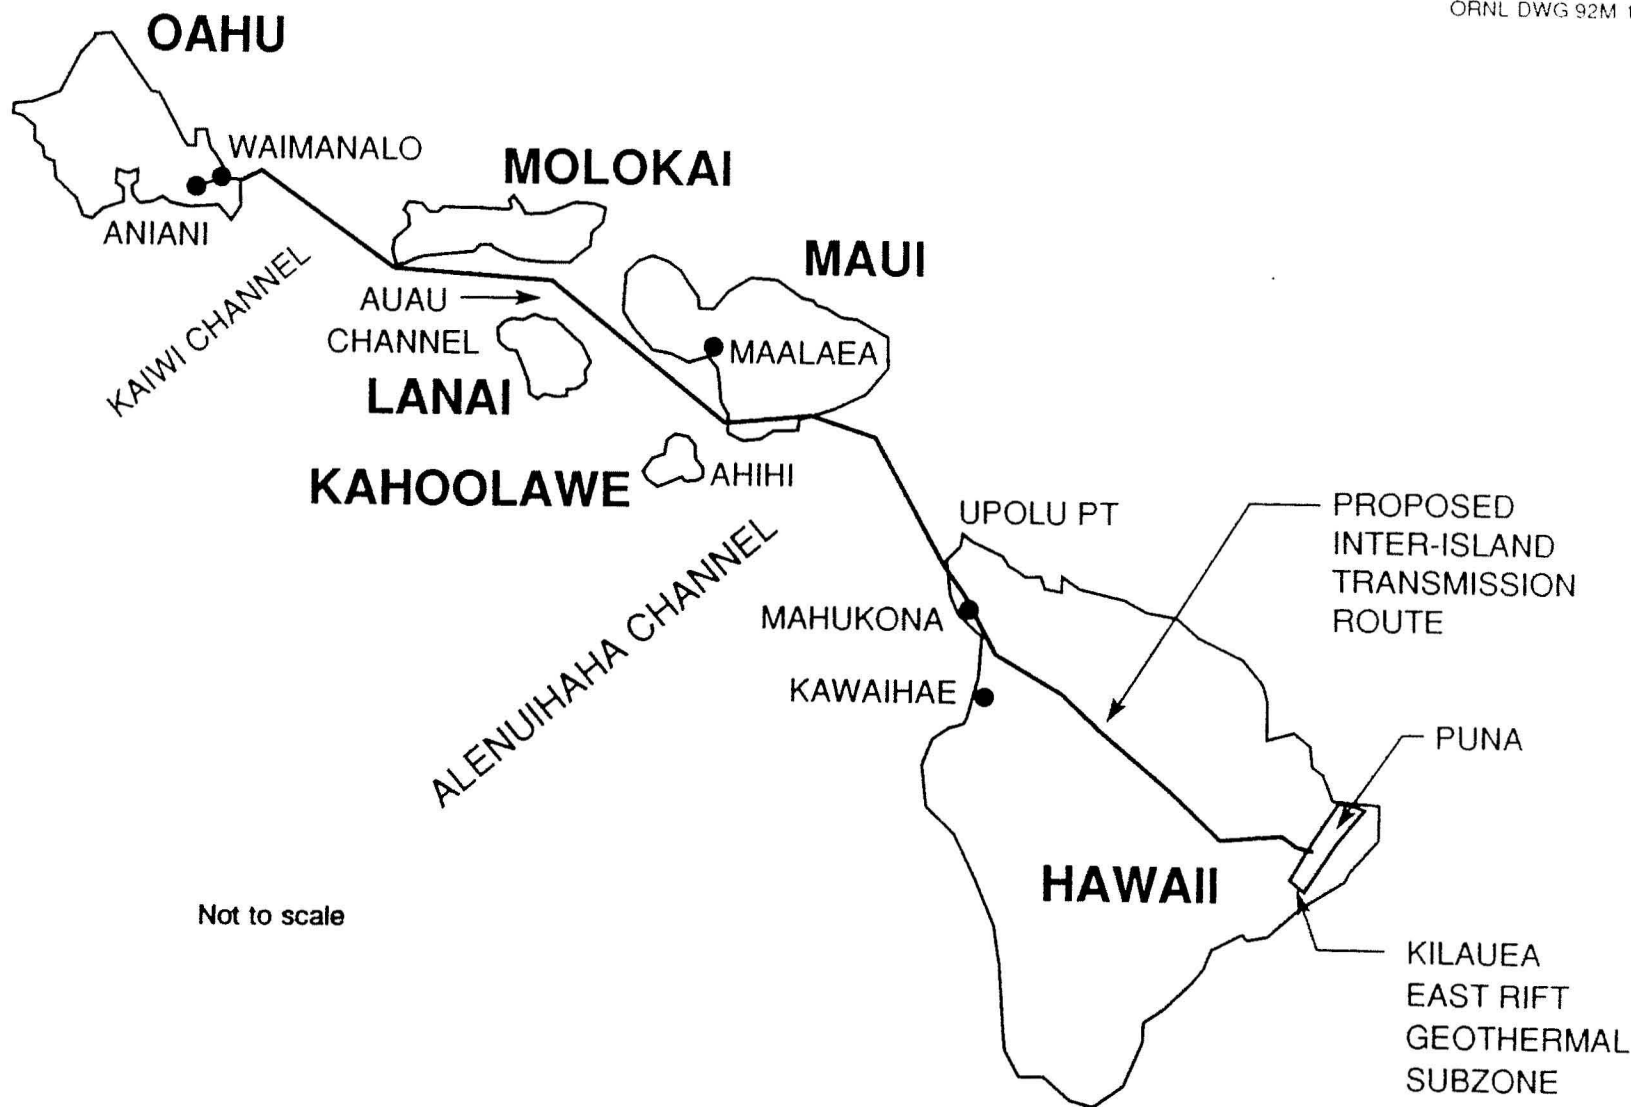 ORNL DWG 92M
OAHU
WAIMANALO
MOLOKAI
ANIANI
MAUI
KAIWI CHANNEL
AUAU
CHANNEL
MAALAEA
LANAI
KAHOOLAWE
AHIHI
ALENUIHAHA CHANNEL
UPOLU PT
PROPOSED
INTER-ISLAND
TRANSMISSION
ROUTE
MAHUKONA
KAWAIHAE
PUNA
HAWAII
Not to scale
KILAUEA
EAST RIFT
GEOTHERMAL
SUBZONE